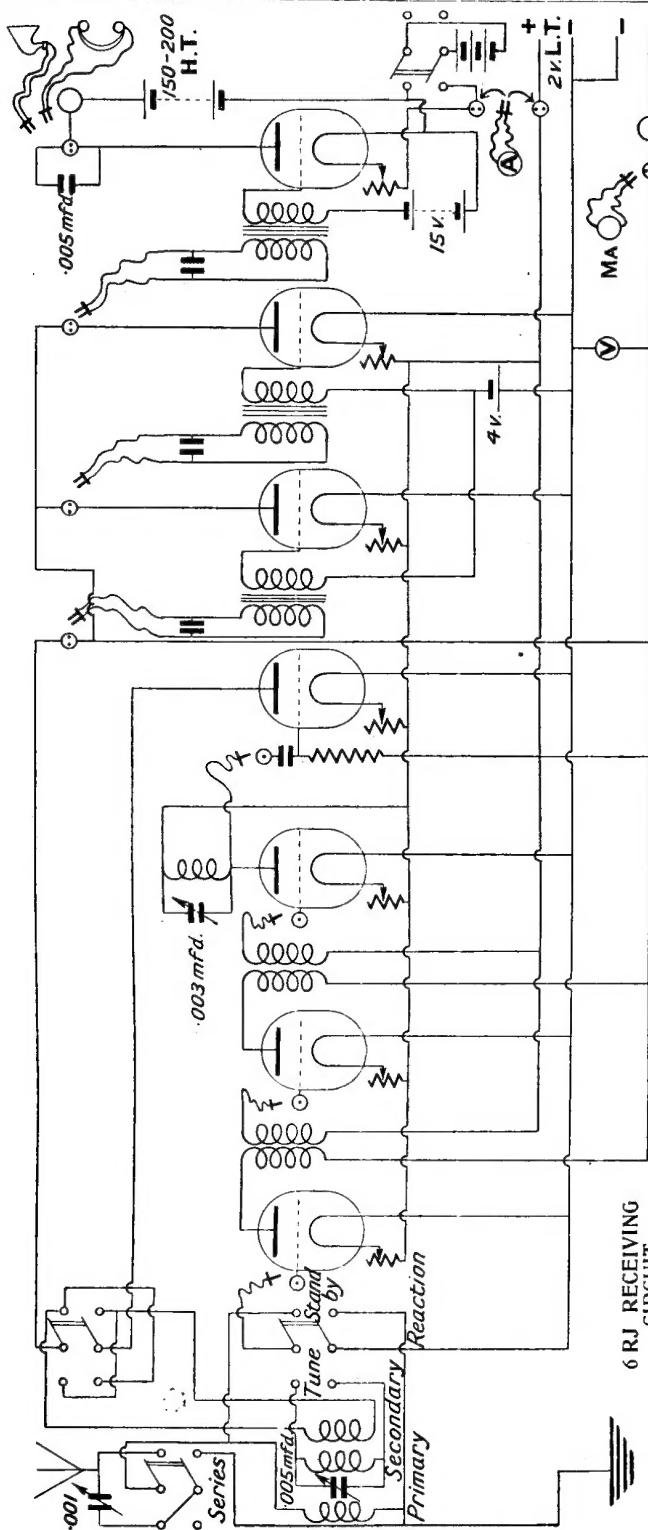 .001
Series
.005 mfd.
Primary
Secondary
Tune
Stand
by
Reaction
.003 mfd.
.005 mfd
150-200
H.T.
15 v.
4 v.
A
+
2 v. L.T.
-
-
V
MA
6 RJ RECEIVING